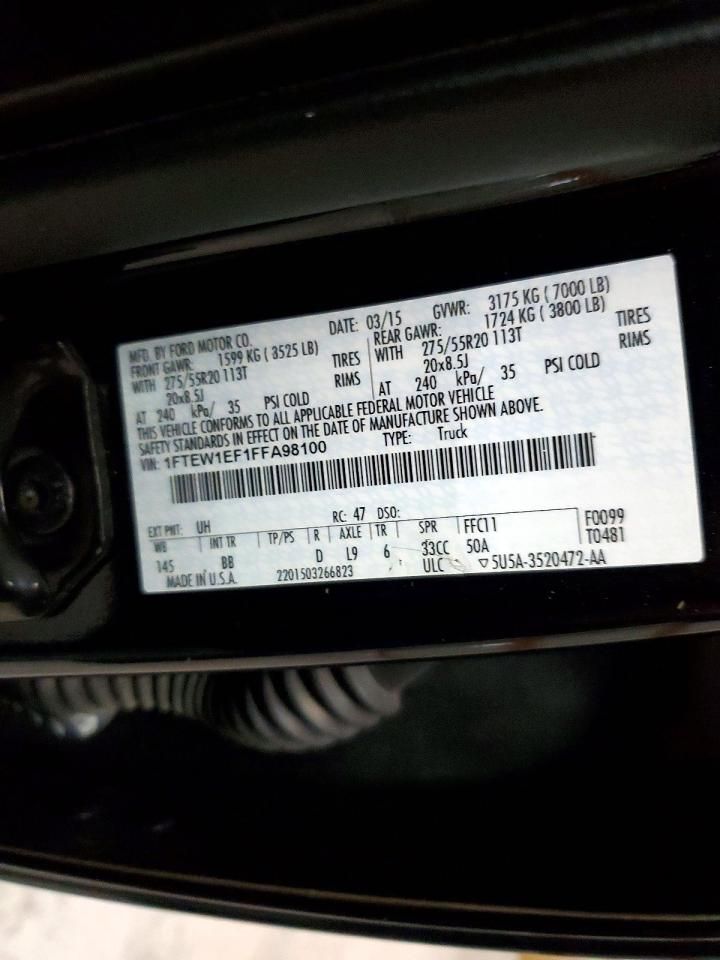 MFD. BY FORD MOTOR CO.
DATE: 03/15 GVWR: 3175 KG ( 7000 LB)
FRONT GAWR: 1599 KG ( 3525 LB) REAR GAWR: 1724 KG ( 3800 LB)
WITH 275/55R20 113T TIRES WITH 275/55R20 113T TIRES
20x8.5J RIMS 20x8.5J RIMS
AT 240 kPa/ 35 PSI COLD AT 240 kPa/ 35 PSI COLD
THIS VEHICLE CONFORMS TO ALL APPLICABLE FEDERAL MOTOR VEHICLE
SAFETY STANDARDS IN EFFECT ON THE DATE OF MANUFACTURE SHOWN ABOVE.
VIN: 1FTEW1EF1FFA98100 TYPE: Truck
EXT PNT: UH RC: 47 DSO:
WB INT TR TP/PS R AXLE TR SPR FFC11 F0099
145 BB D L9 6 33CC 50A T0481
MADE IN U.S.A. 2201503266823 ULC ▽5U5A-3520472-AA